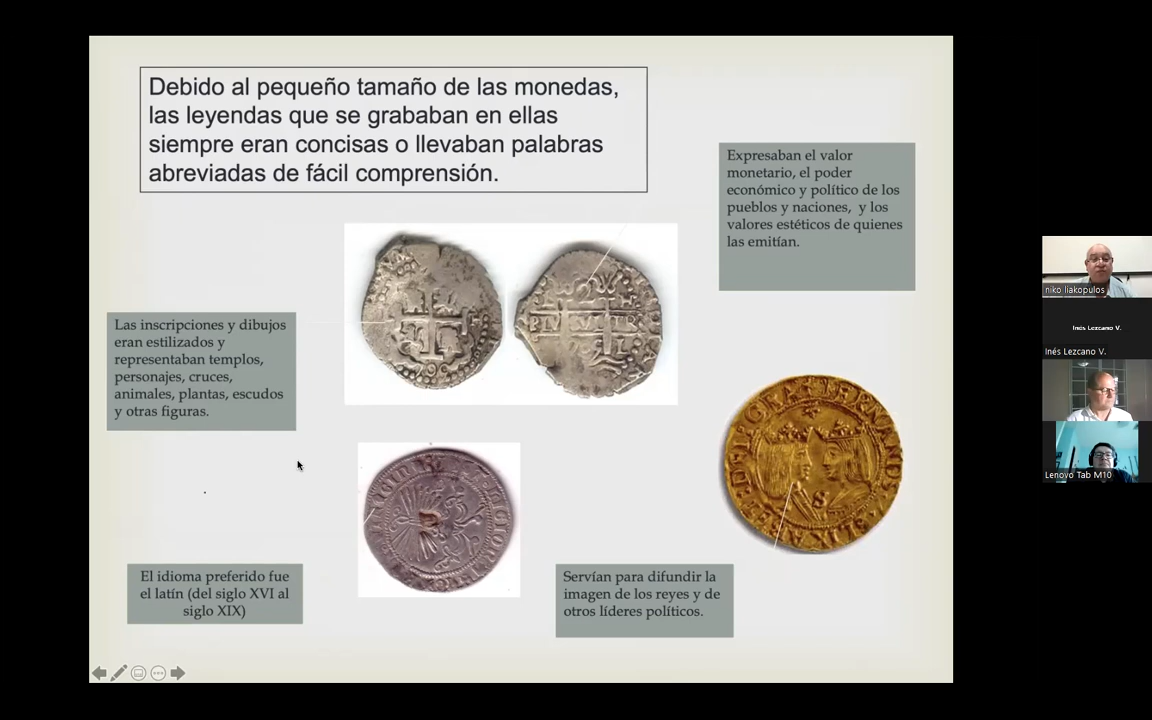 Debido al pequeño tamaño de las monedas,
las leyendas que se grababan en ellas
siempre eran concisas o llevaban palabras
abreviadas de fácil comprensión.
Expresaban el valor
monetario, el poder
económico y político de los
pueblos y naciones,  y los
valores estéticos de quienes
las emitían.
Las inscripciones y dibujos
eran estilizados y
representaban templos,
personajes, cruces,
animales, plantas, escudos
y otras figuras.
El idioma preferido fue
el latín (del siglo XVI al
siglo XIX)
Servían para difundir la
imagen de los reyes y de
otros líderes políticos.
niko liakopulos
Inés Lezcano V.
Inés Lezcano V.
Lenovo Tab M10